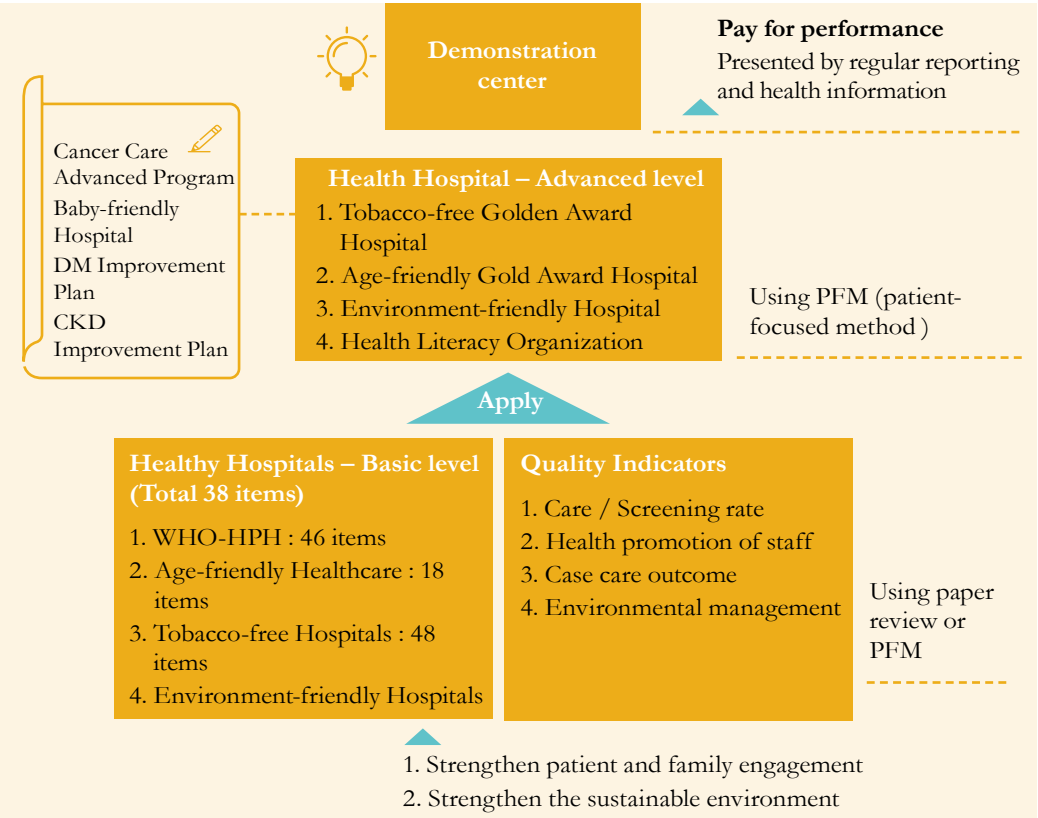 Demonstration
center
Pay for performance
Presented by regular reporting
and health information
Cancer Care
Advanced Program
Baby-friendly
Hospital
DM Improvement
Plan
CKD
Improvement Plan
Health Hospital – Advanced level
1. Tobacco-free Golden Award
Hospital
2. Age-friendly Gold Award Hospital
3. Environment-friendly Hospital
4. Health Literacy Organization
Using PFM (patient-
focused method )
Apply
Healthy Hospitals – Basic level
(Total 38 items)
1. WHO-HPH : 46 items
2. Age-friendly Healthcare : 18
items
3. Tobacco-free Hospitals : 48
items
4. Environment-friendly Hospitals
Quality Indicators
1. Care / Screening rate
2. Health promotion of staff
3. Case care outcome
4. Environmental management
Using paper
review or
PFM
1. Strengthen patient and family engagement
2. Strengthen the sustainable environment